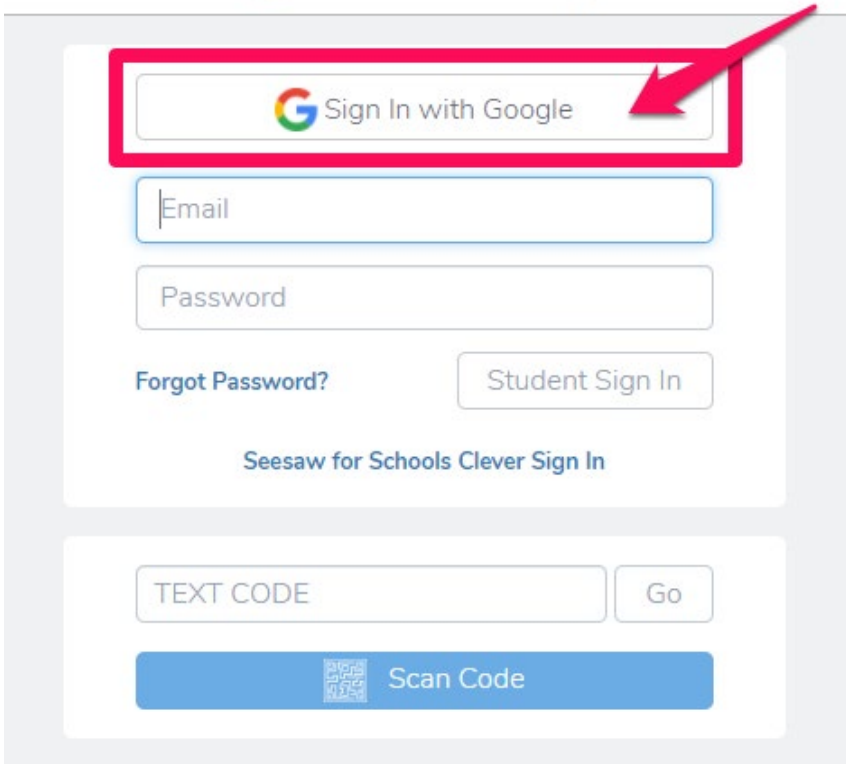 Sign In with Google
Email
Password
Forgot Password?
Student Sign In
Seesaw for Schools Clever Sign In
TEXT CODE
Go
Scan Code